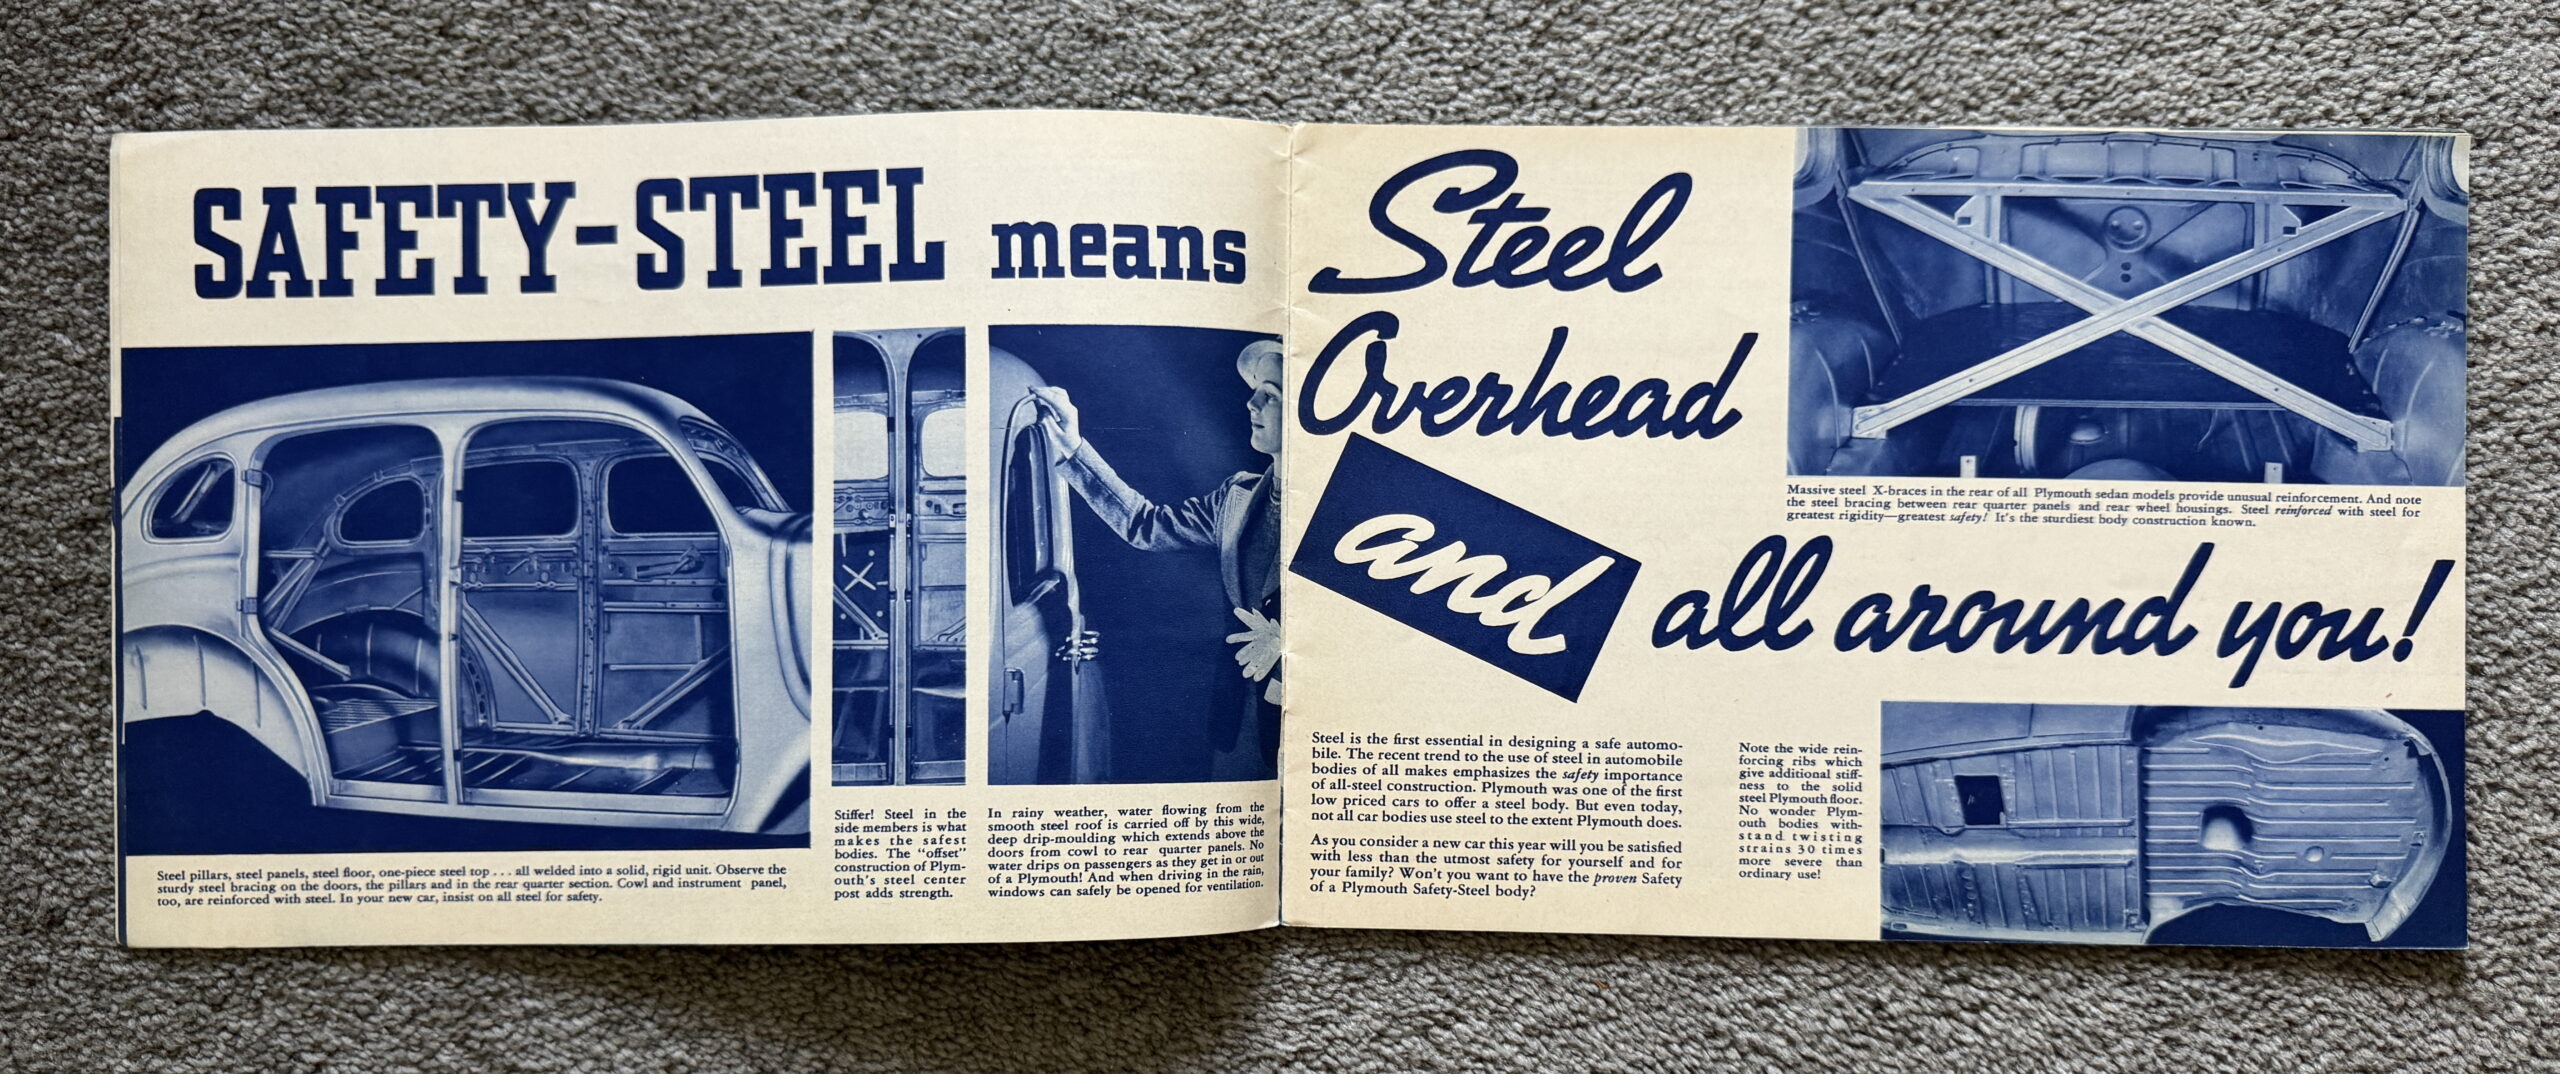 SAFETY-STEEL means
Steel pillars, steel panels, steel floor, one-piece steel top . . . all welded into a solid, rigid unit. Observe the
sturdy steel bracing on the doors, the pillars and in the rear quarter section. Cowl and instrument panel,
too, are reinforced with steel. In your new car, insist on all steel for safety.
Stiffer! Steel in the
side members is what
makes the safest
bodies. The "offset"
construction of Plym-
outh's steel center
post adds strength.
In rainy weather, water flowing from the
smooth steel roof is carried off by this wide,
deep drip-moulding which extends above the
doors from cowl to rear quarter panels. No
water drips on passengers as they get in or out
of a Plymouth! And when driving in the rain,
windows can safely be opened for ventilation.
Steel
Overhead
and
all around you!
Massive steel X-braces in the rear of all Plymouth sedan models provide unusual reinforcement. And note
the steel bracing between rear quarter panels and rear wheel housings. Steel reinforced with steel for
greatest rigidity—greatest safety! It's the sturdiest body construction known.
Steel is the first essential in designing a safe automo-
bile. The recent trend to the use of steel in automobile
bodies of all makes emphasizes the safety importance
of all-steel construction. Plymouth was one of the first
low priced cars to offer a steel body. But even today,
not all car bodies use steel to the extent Plymouth does.
As you consider a new car this year will you be satisfied
with less than the utmost safety for yourself and for
your family? Won't you want to have the proven Safety
of a Plymouth Safety-Steel body?
Note the wide rein-
forcing ribs which
give additional stiff-
ness to the solid
steel Plymouth floor.
No wonder Plym-
outh bodies with-
stand twisting
strains 30 times
more severe than
ordinary use!